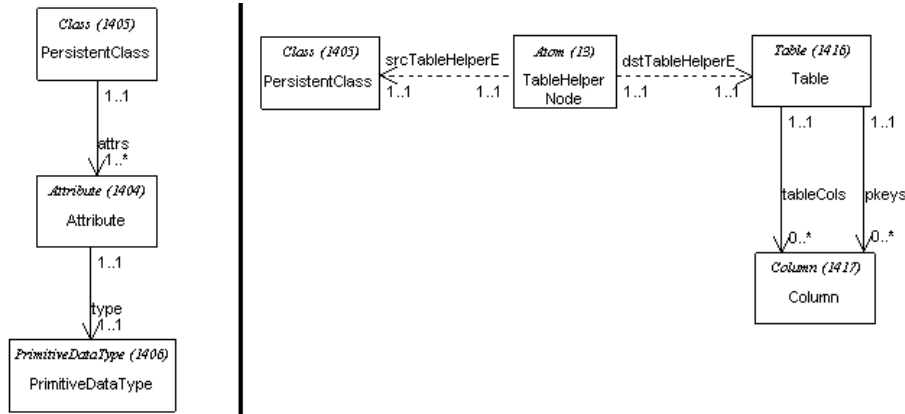 Class (1405)
PersistentClass
1..1
attrs
1..*
Attribute (1404)
Attribute
1..1
type
1..1
PrimitiveDataType (1406)
PrimitiveDataType
Class (1405)
PersistentClass
srcTableHelperE
1..1
1..1
Atom (13)
TableHelper
Node
dstTableHelperE
1..1
1..1
Table (1416)
Table
1..1
1..1
tableCols
pkeys
0..*
0..*
Column (1417)
Column